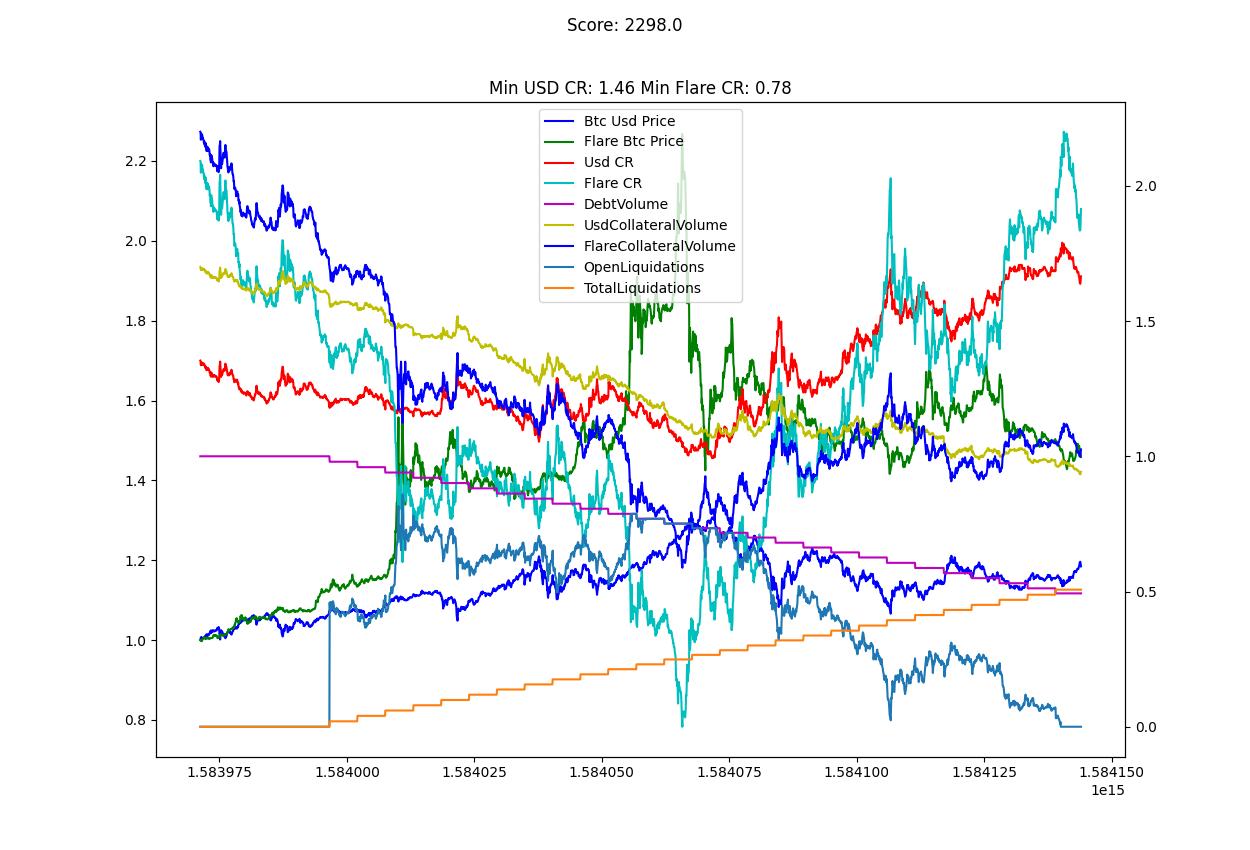 Score: 2298.0
Min USD CR: 1.46 Min Flare CR: 0.78
Btc Usd Price
Flare Btc Price
Usd CR
Flare CR
DebtVolume
UsdCollateralVolume
FlareCollateralVolume
OpenLiquidations
TotalLiquidations
2.2
2.0
1.8
1.6
1.4
1.2
1.0
0.8
2.0
1.5
1.0
0.5
0.0
1.583975 1.584000 1.584025 1.584050 1.584075 1.584100 1.584125 1.584150
1e15